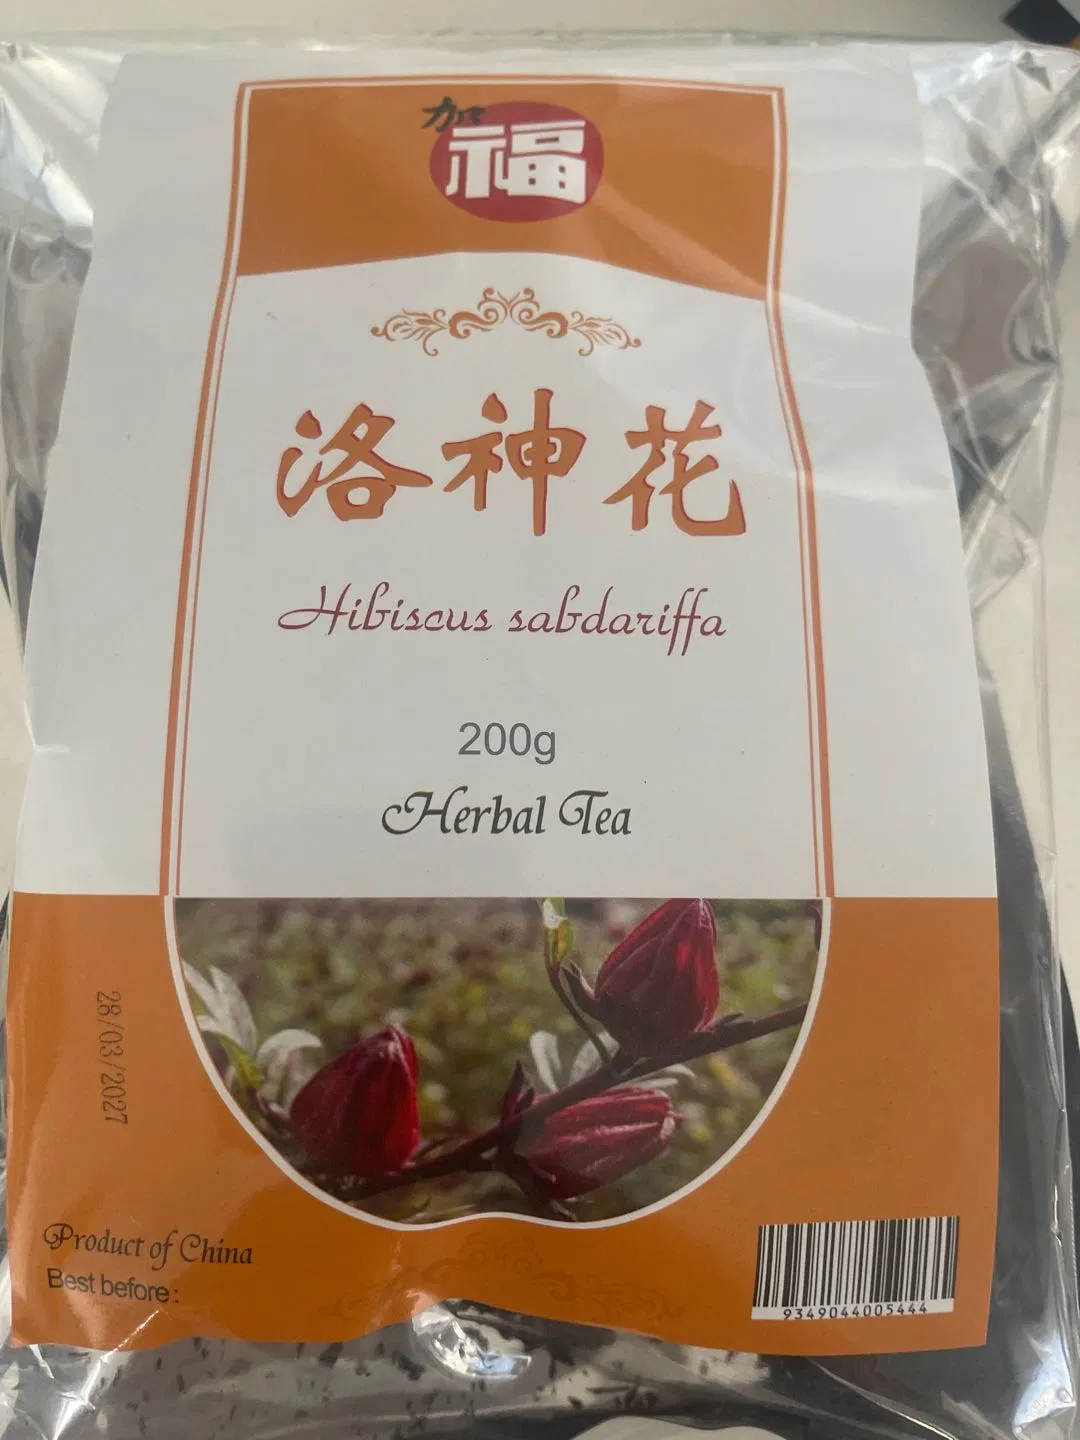 加
福
洛神花
Hibiscus sabdariffa
200g
Herbal Tea
28/03/2027
Product of China
Best before:
9349044005444